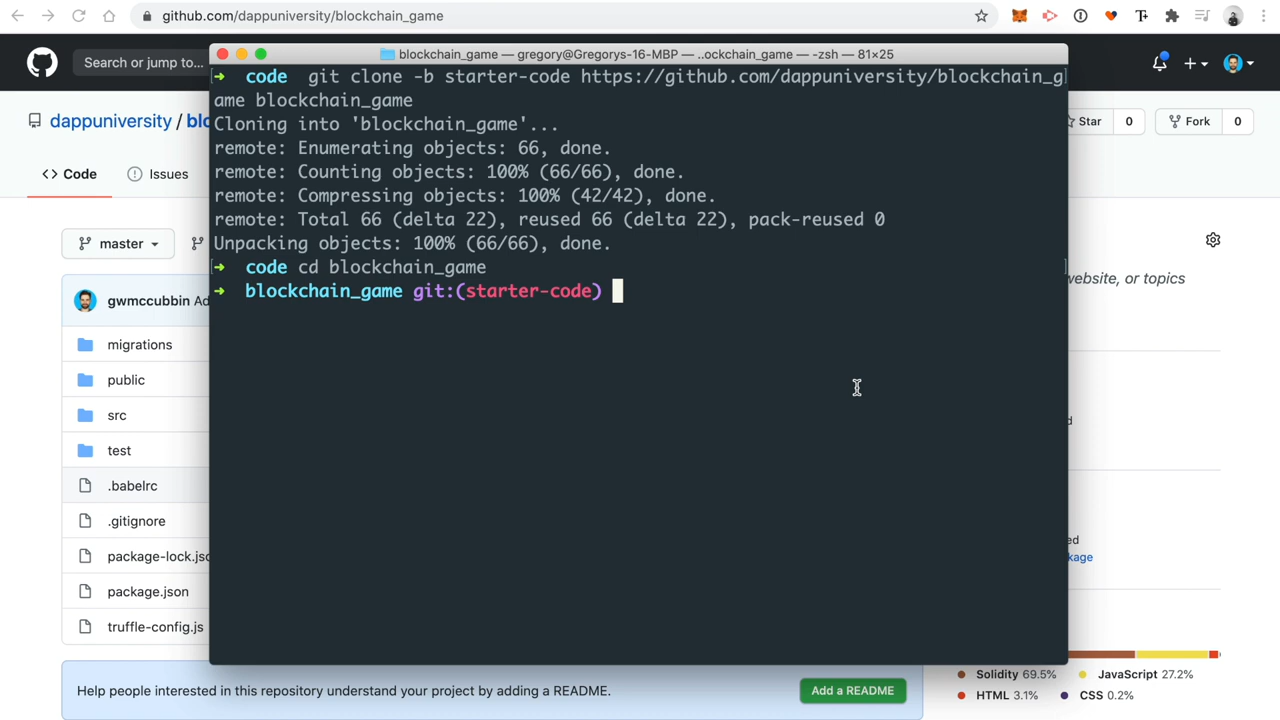 github.com/dappuniversity/blockchain_game
Search or jump to...
blockchain_game — gregory@Gregorys-16-MBP — ..ockchain_game — -zsh — 81×25
➜ code git clone -b starter-code https://github.com/dappuniversity/blockchain_g
ame blockchain_game
Cloning into 'blockchain_game'...
remote: Enumerating objects: 66, done.
remote: Counting objects: 100% (66/66), done.
remote: Compressing objects: 100% (42/42), done.
remote: Total 66 (delta 22), reused 66 (delta 22), pack-reused 0
Unpacking objects: 100% (66/66), done.
➜ code cd blockchain_game
➜ blockchain_game git:(starter-code)
dappuniversity /
Star 0 Fork 0
Code Issues
master
website, or topics
gwmccubbin
migrations
public
src
test
.babelrc
.gitignore
package-lock.jso
package.json
truffle-config.js
Help people interested in this repository understand your project by adding a README.
Add a README
Solidity 69.5% JavaScript 27.2%
HTML 3.1% CSS 0.2%